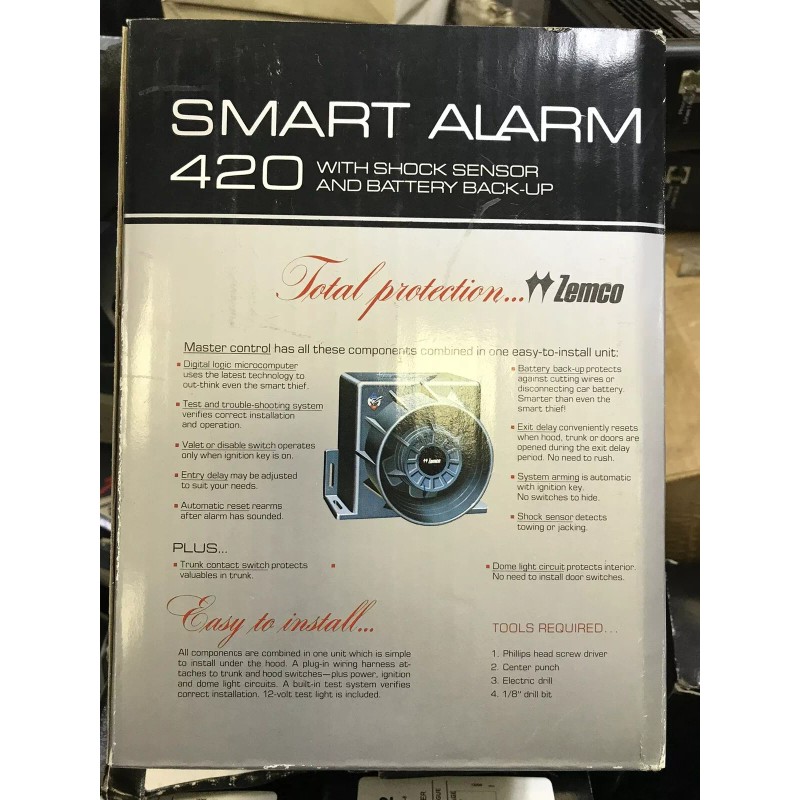 SMART ALARM
420 WITH SHOCK SENSOR
AND BATTERY BACK-UP
Total protection... Zemco
Master control has all these components combined in one easy-to-install unit:
Digital logic microcomputer
uses the latest technology to
out-think even the smart thief.
Test and trouble-shooting system
verifies correct installation
and operation.
Valet or disable switch operates
only when ignition key is on.
Entry delay may be adjusted
to suit your needs.
Automatic reset rearms
after alarm has sounded.
Zemco
Battery back-up protects
against cutting wires or
disconnecting car battery.
Smarter than even the
smart thief!
Exit delay conveniently resets
when hood, trunk or doors are
opened during the exit delay
period. No need to rush.
System arming is automatic
with ignition key.
No switches to hide.
Shock sensor detects
towing or jacking.
PLUS...
Trunk contact switch protects
valuables in trunk.
Dome light circuit protects interior.
No need to install door switches.
Easy to install...
All components are combined in one unit which is simple
to install under the hood. A plug-in wiring harness at-
taches to trunk and hood switches—plus power, ignition
and dome light circuits. A built-in test system verifies
correct installation. 12-volt test light is included.
TOOLS REQUIRED...
1. Phillips head screw driver
2. Center punch
3. Electric drill
4. 1/8" drill bit